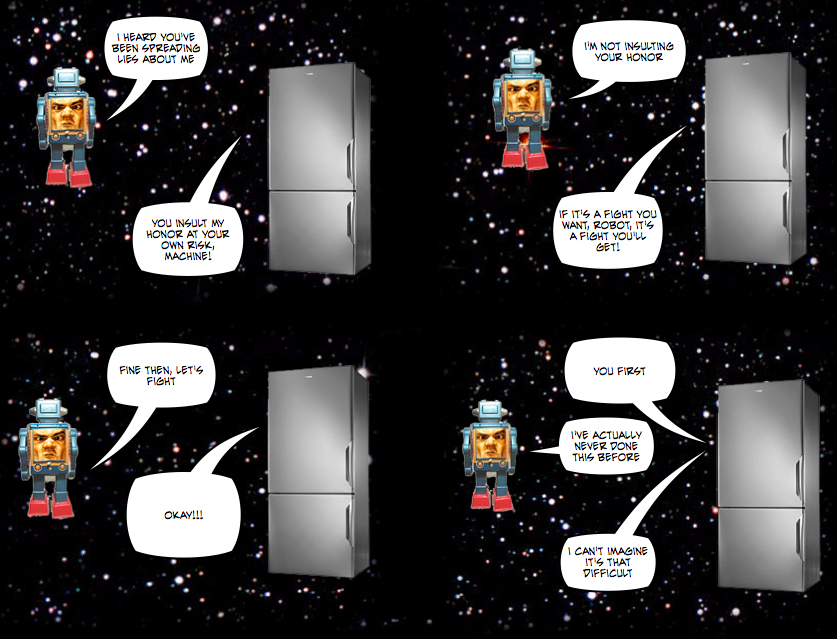 I HEARD YOU'VE
BEEN SPREADING
LIES ABOUT ME
YOU INSULT MY
HONOR AT YOUR
OWN RISK,
MACHINE!
I'M NOT INSULTING
YOUR HONOR
IF IT'S A FIGHT YOU
WANT, ROBOT, IT'S
A FIGHT YOU'LL
GET!
FINE THEN, LET'S
FIGHT
OKAY!!!
YOU FIRST
I'VE ACTUALLY
NEVER DONE
THIS BEFORE
I CAN'T IMAGINE
IT'S THAT
DIFFICULT